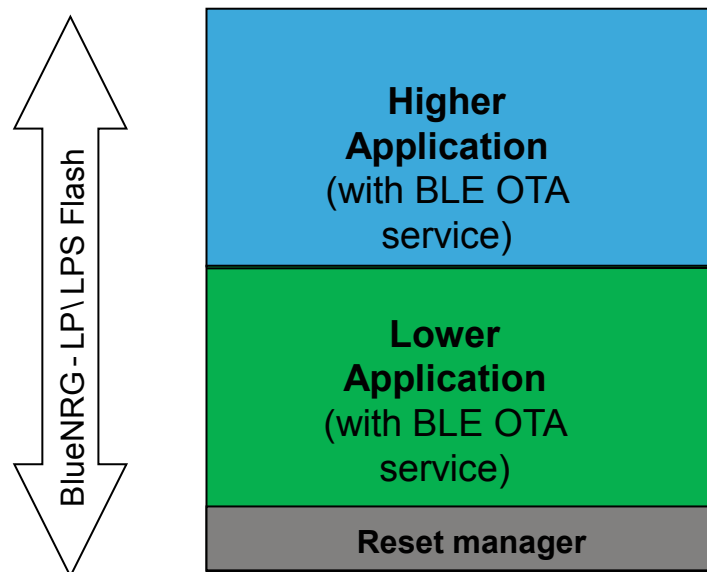 BlueNRG - LP\LPS Flash
Higher
Application
(with BLE OTA
service)
Lower
Application
(with BLE OTA
service)
Reset manager